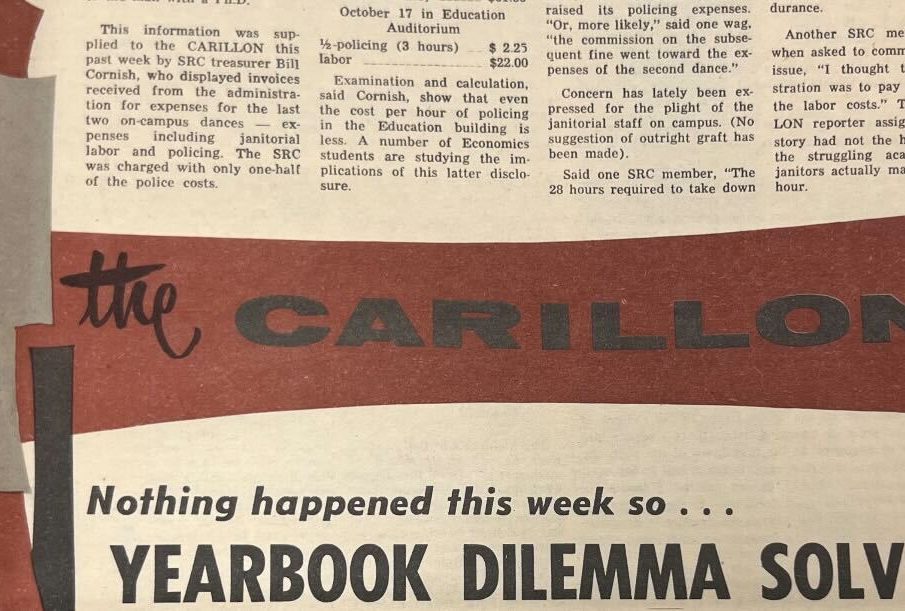 This information was sup-
plied to the CARILLON this
past week by SRC treasurer Bill
Cornish, who displayed invoices
received from the administra-
tion for expenses for the last
two on-campus dances — ex-
penses including janitorial
labor and policing. The SRC
was charged with only one-half
of the police costs.
October 17 in Education
Auditorium
½-policing (3 hours) $ 2.25
labor $22.00
Examination and calculation,
said Cornish, show that even
the cost per hour of policing
in the Education building is
less. A number of Economics
students are studying the im-
plications of this latter disclo-
sure.
raised its policing expenses.
"Or, more likely," said one wag,
"the commission on the subse-
quent fine went toward the ex-
penses of the second dance."
Concern has lately been ex-
pressed for the plight of the
janitorial staff on campus. (No
suggestion of outright graft has
been made).
Said one SRC member, "The
28 hours required to take down
durance.
Another SRC me
when asked to comm
issue, "I thought t
stration was to pay
the labor costs." T
LON reporter assig
story had not the h
the struggling aca
janitors actually ma
hour.
the CARILLON
Nothing happened this week so . . .
YEARBOOK DILEMMA SOLV